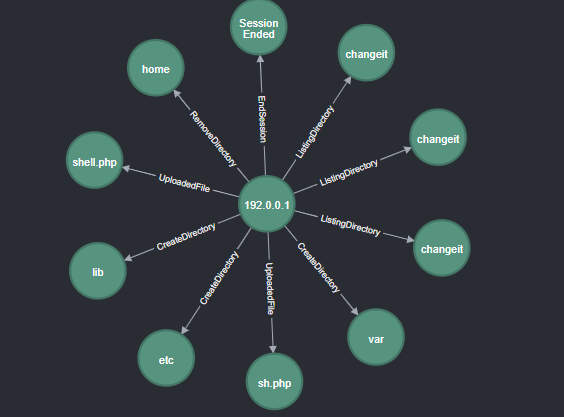 Session
Ended
changeit
home
EndSession
ListingDirectory
RemoveDirectory
changeit
shell.php
ListingDirectory
UploadedFile
192.0.0.1
ListingDirectory
CreateDirectory
changeit
lib
CreateDirectory
UploadedFile
CreateDirectory
var
etc
sh.php